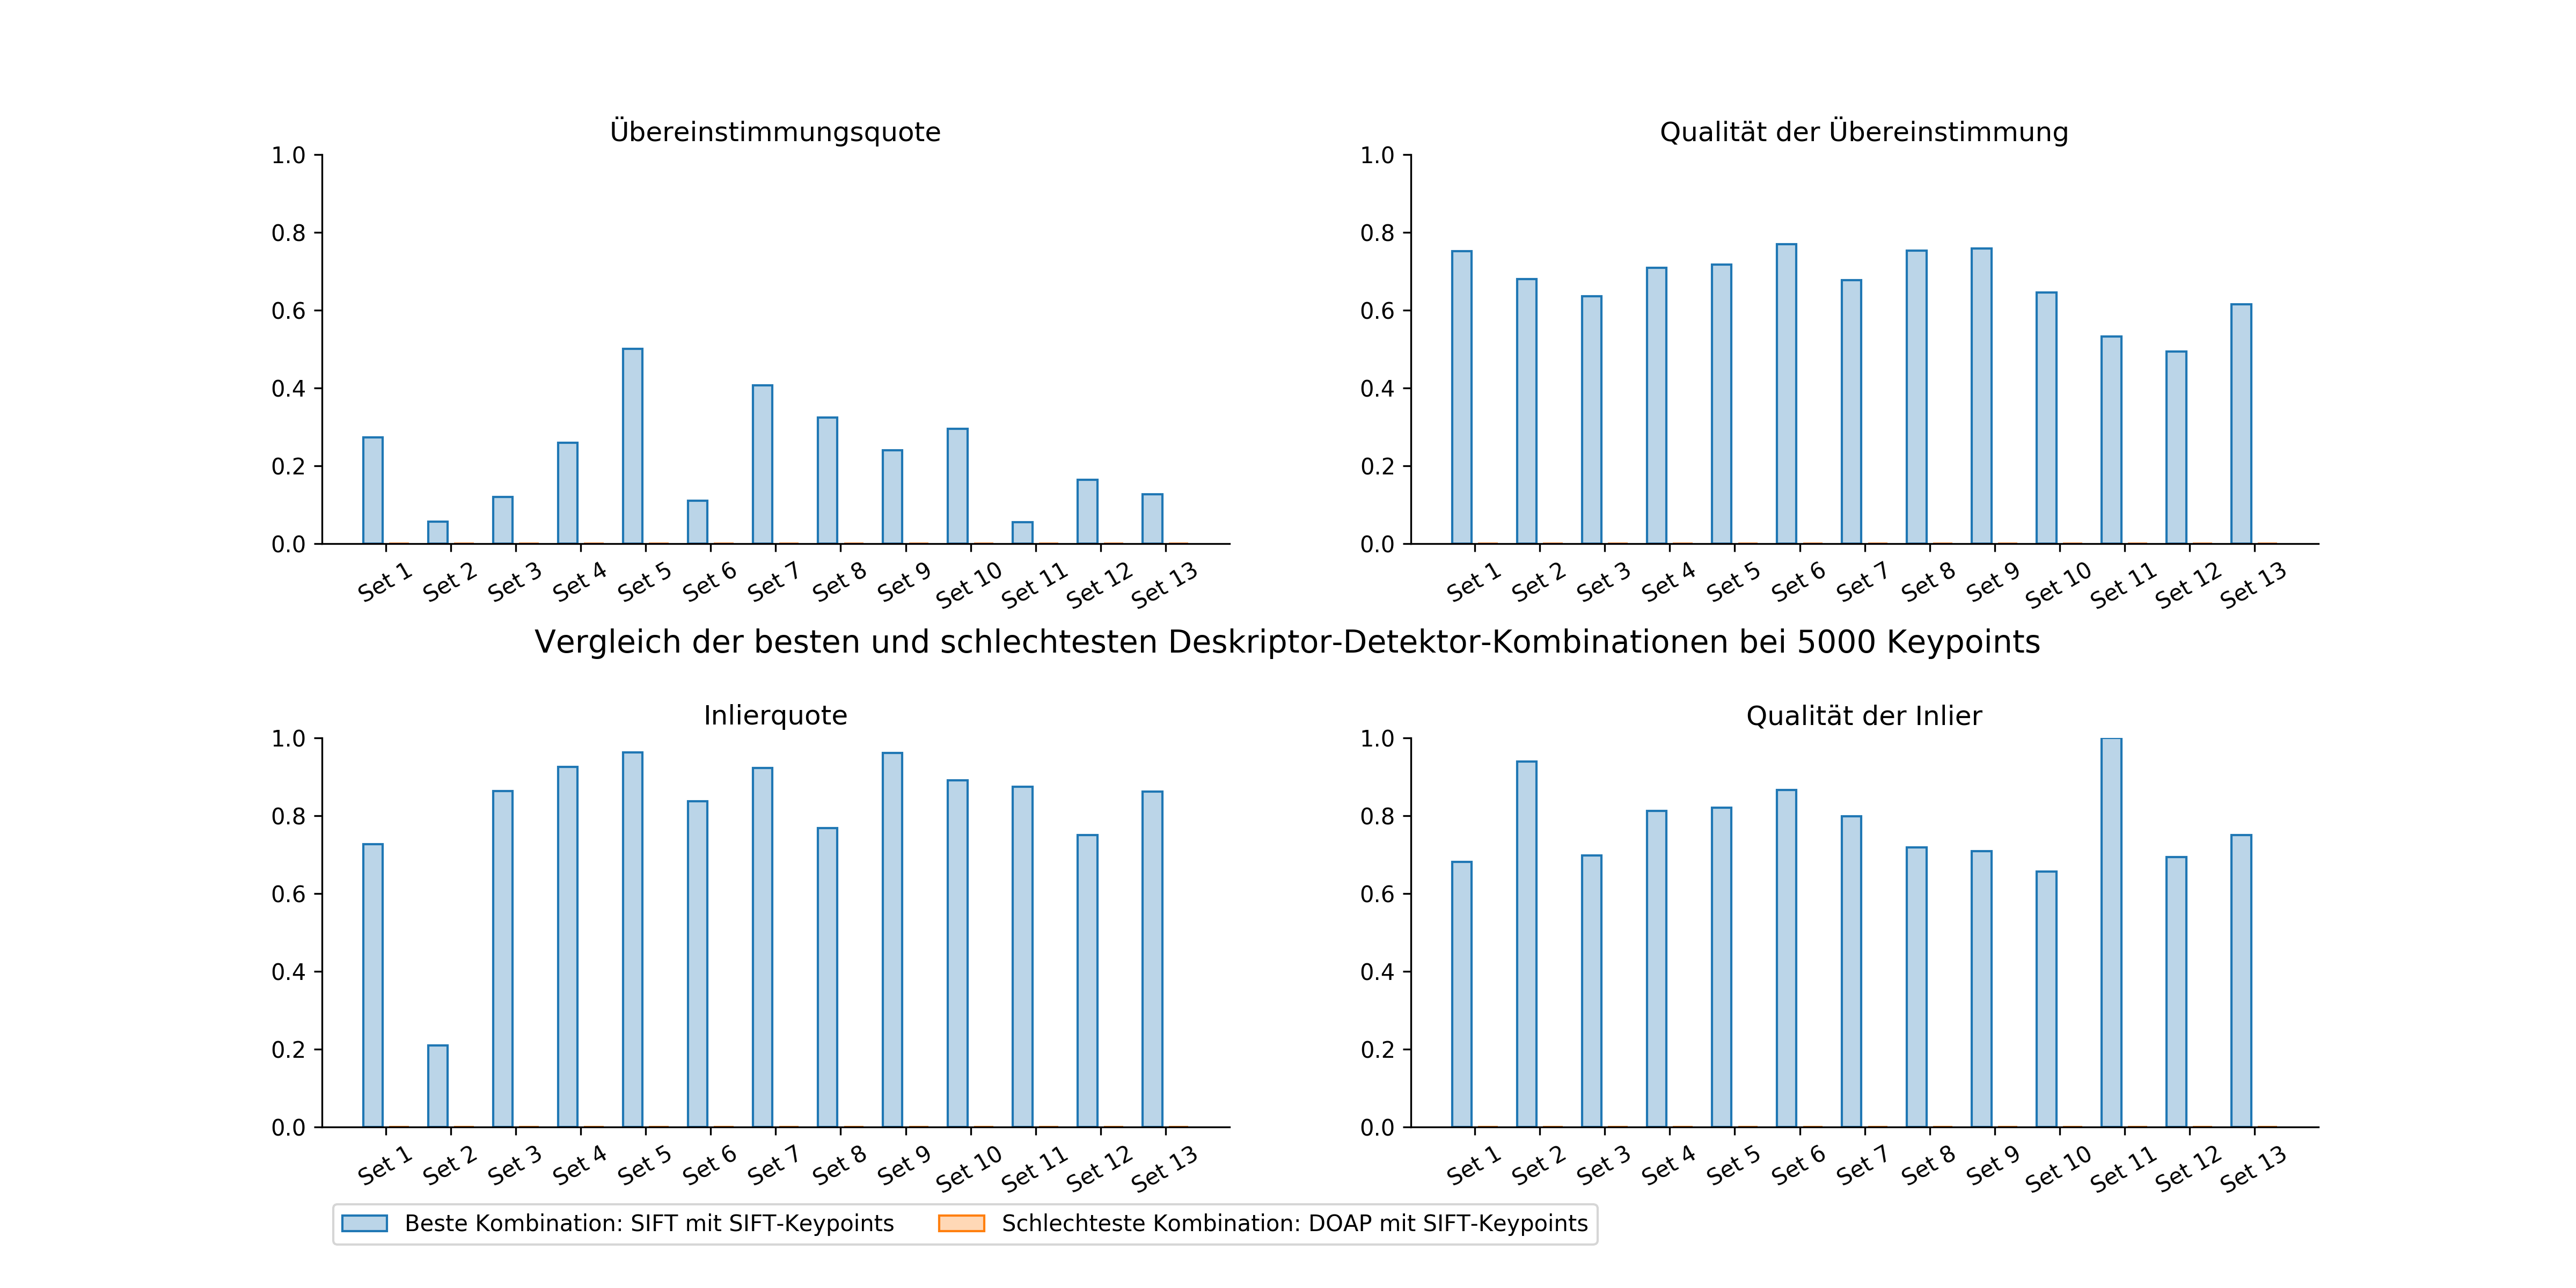 Übereinstimmungsquote
1.0
0.8
0.6
0.4
0.2
0.0
Set 1 Set 2 Set 3 Set 4 Set 5 Set 6 Set 7 Set 8 Set 9 Set 10 Set 11 Set 12 Set 13
Qualität der Übereinstimmung
1.0
0.8
0.6
0.4
0.2
0.0
Set 1 Set 2 Set 3 Set 4 Set 5 Set 6 Set 7 Set 8 Set 9 Set 10 Set 11 Set 12 Set 13
Vergleich der besten und schlechtesten Deskriptor-Detektor-Kombinationen bei 5000 Keypoints
Inlierquote
1.0
0.8
0.6
0.4
0.2
0.0
Set 1 Set 2 Set 3 Set 4 Set 5 Set 6 Set 7 Set 8 Set 9 Set 10 Set 11 Set 12 Set 13
Qualität der Inlier
1.0
0.8
0.6
0.4
0.2
0.0
Set 1 Set 2 Set 3 Set 4 Set 5 Set 6 Set 7 Set 8 Set 9 Set 10 Set 11 Set 12 Set 13
Beste Kombination: SIFT mit SIFT-Keypoints Schlechteste Kombination: DOAP mit SIFT-Keypoints